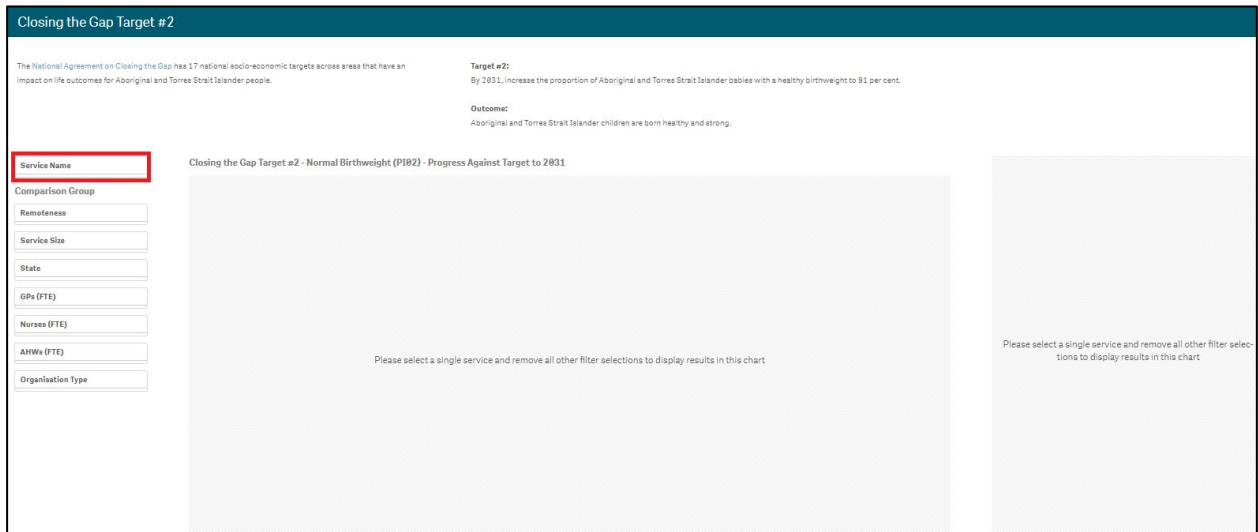 Closing the Gap Target #2
The National Agreement on Closing the Gap has 17 national socio-economic targets across areas that have an
impact on life outcomes for Aboriginal and Torres Strait Islander people.
Target #2:
By 2031, increase the proportion of Aboriginal and Torres Strait Islander babies with a healthy birthweight to 91 per cent.
Outcome:
Aboriginal and Torres Strait Islander children are born healthy and strong.
Service Name
Comparison Group
Remoteness
Service Size
State
GPs (FTE)
Nurses (FTE)
AHWs (FTE)
Organisation Type
Closing the Gap Target #2 - Normal Birthweight (PI02) - Progress Against Target to 2031
Please select a single service and remove all other filter selections to display results in this chart
Please select a single service and remove all other filter selec-
tions to display results in this chart